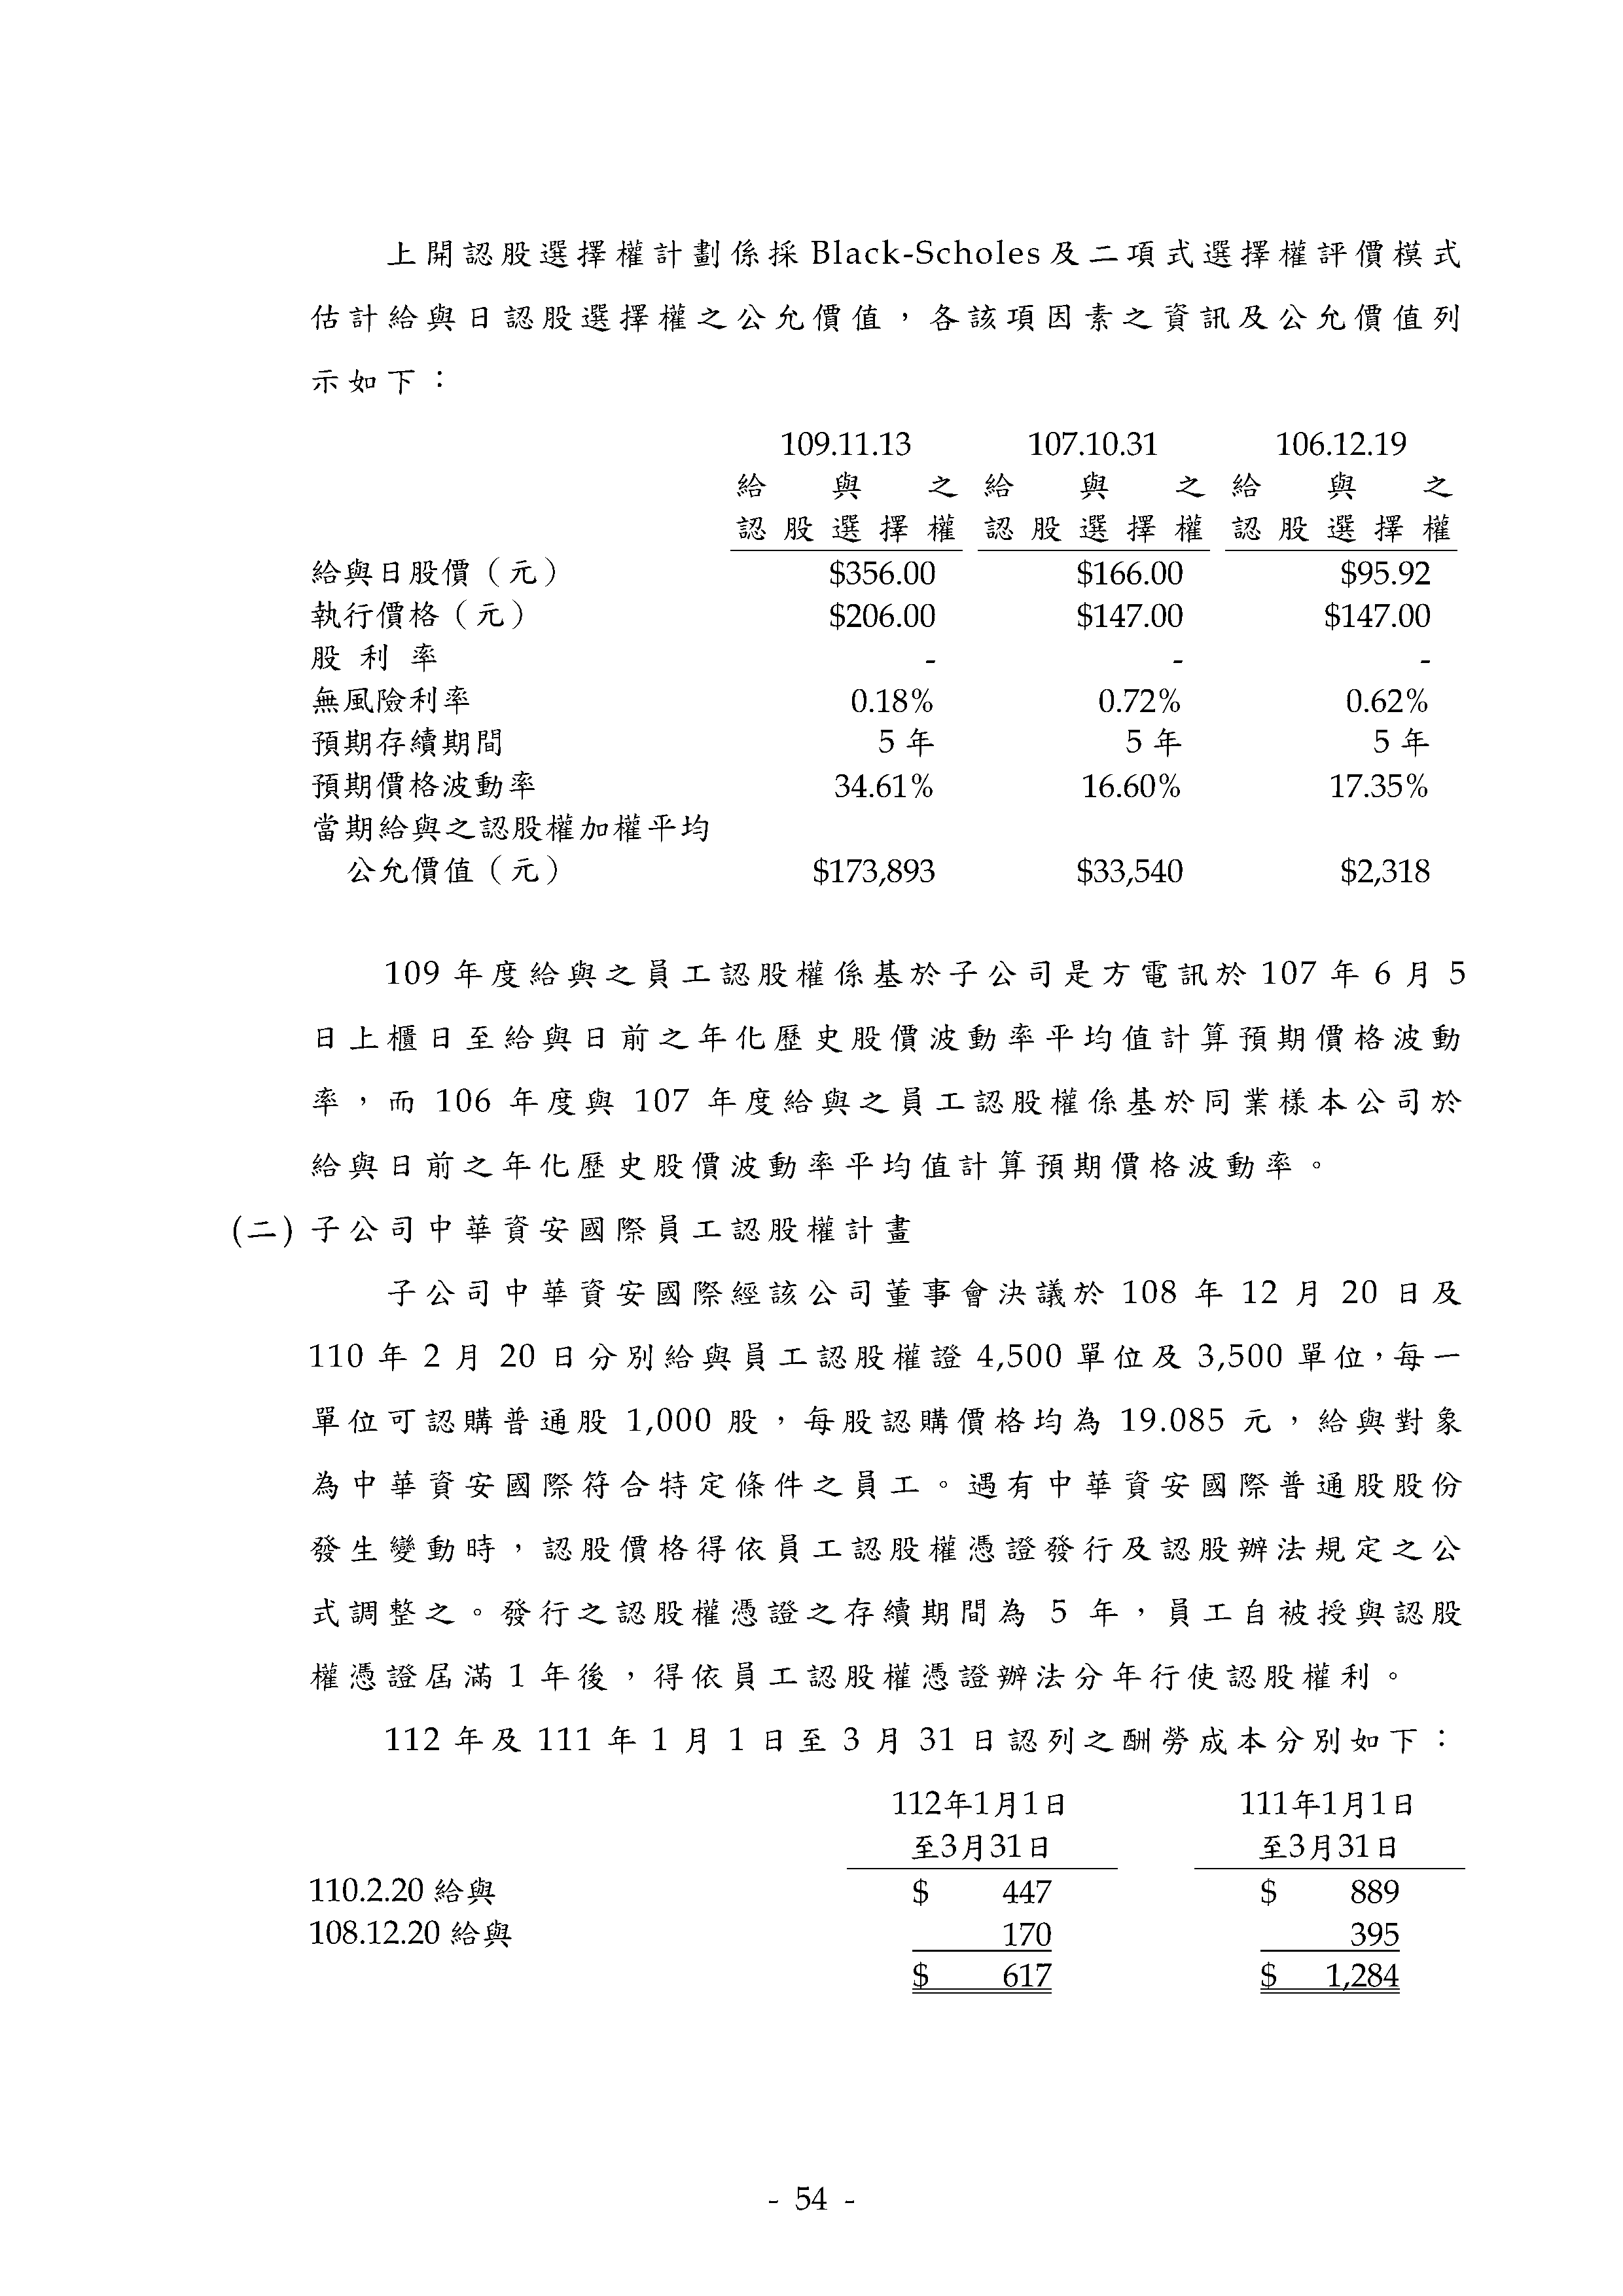 上開認股選擇權計劃係採 Black-Scholes 及二項式選擇權評價模式
估計給與日認股選擇權之公允價值，各該項因素之資訊及公允價值列
示如下：
109.11.13 107.10.31 106.12.19
給與之 給與之 給與之
認股選擇權 認股選擇權 認股選擇權
給與日股價（元） $356.00 $166.00 $95.92
執行價格（元） $206.00 $147.00 $147.00
股利率 - - -
無風險利率 0.18% 0.72% 0.62%
預期存續期間 5 年 5 年 5 年
預期價格波動率 34.61% 16.60% 17.35%
當期給與之認股權加權平均
公允價值（元） $173,893 $33,540 $2,318
109 年度給與之員工認股權係基於子公司是方電訊於 107 年 6 月 5
日上櫃日至給與日前之年化歷史股價波動率平均值計算預期價格波動
率，而 106 年度與 107 年度給與之員工認股權係基於同業樣本公司於
給與日前之年化歷史股價波動率平均值計算預期價格波動率。
(二) 子公司中華資安國際員工認股權計畫
子公司中華資安國際經該公司董事會決議於 108 年 12 月 20 日及
110 年 2 月 20 日分別給與員工認股權證 4,500 單位及 3,500 單位，每一
單位可認購普通股 1,000 股，每股認購價格均為 19.085 元，給與對象
為中華資安國際符合特定條件之員工。遇有中華資安國際普通股股份
發生變動時，認股價格得依員工認股權憑證發行及認股辦法規定之公
式調整之。發行之認股權憑證之存續期間為 5 年，員工自被授與認股
權憑證屆滿 1 年後，得依員工認股權憑證辦法分年行使認股權利。
112 年及 111 年 1 月 1 日至 3 月 31 日認列之酬勞成本分別如下：
112年1月1日 111年1月1日
至3月31日 至3月31日
110.2.20 給與 $ 447 $ 889
108.12.20 給與 170 395
$ 617 $ 1,284
- 54 -